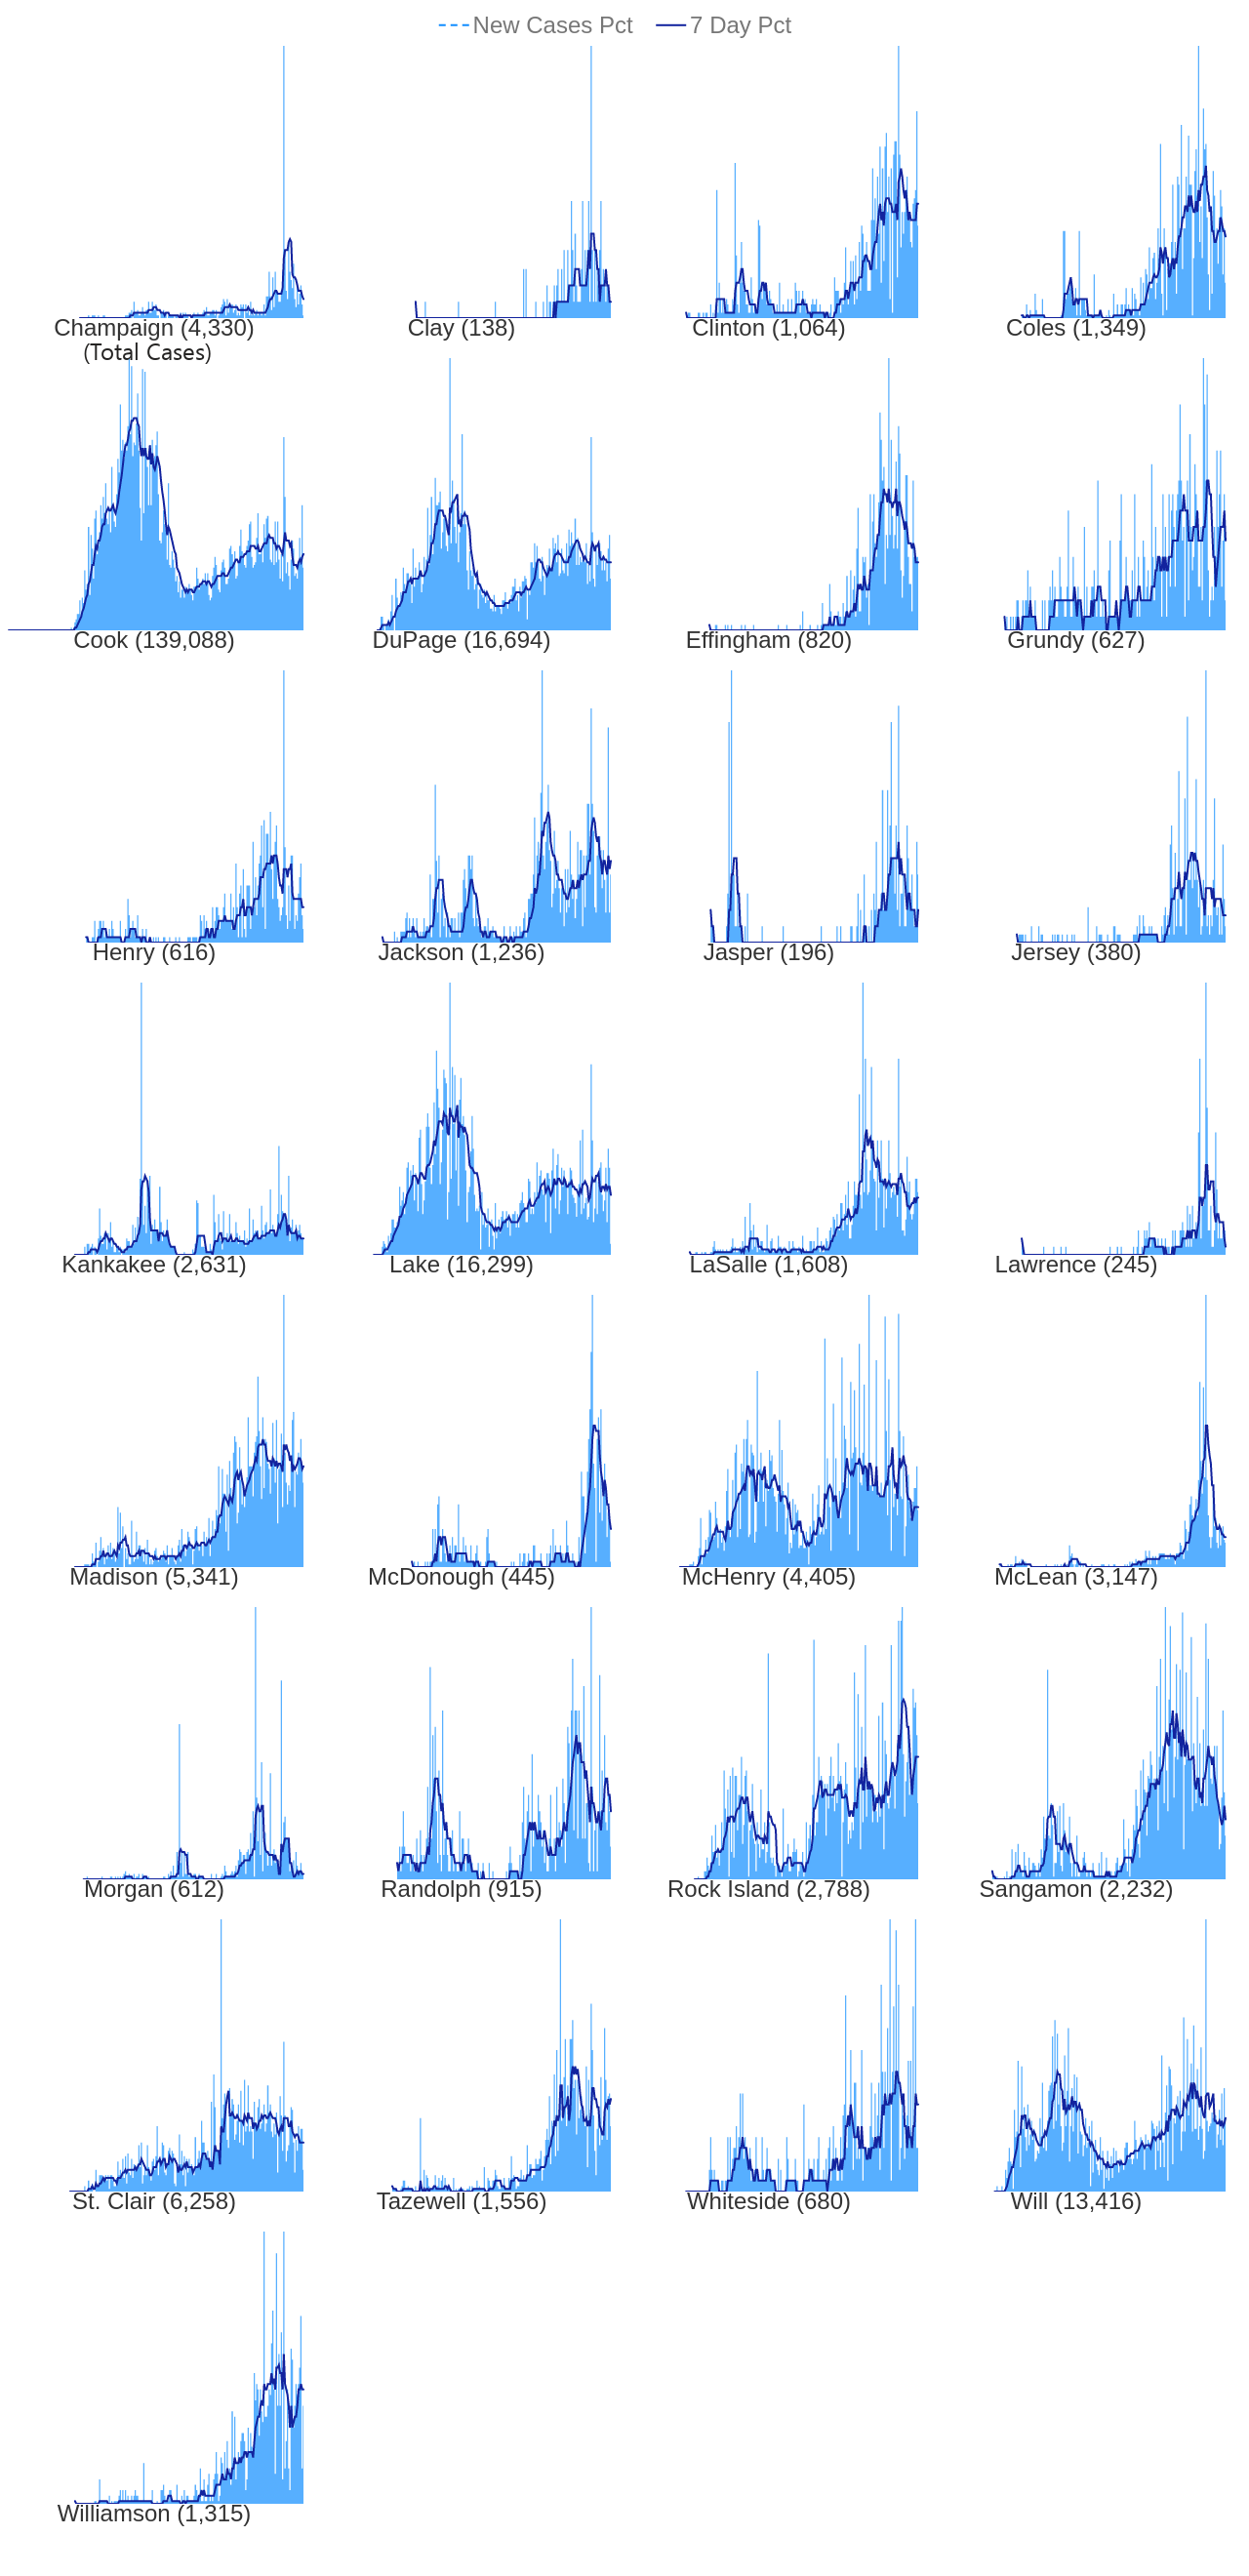 New Cases Pct 7 Day Pct
Champaign (4,330) Clay (138) Clinton (1,064) Coles (1,349)
(Total Cases)
Cook (139,088) DuPage (16,694) Effingham (820) Grundy (627)
Henry (616) Jackson (1,236) Jasper (196) Jersey (380)
Kankakee (2,631) Lake (16,299) LaSalle (1,608) Lawrence (245)
Madison (5,341) McDonough (445) McHenry (4,405) McLean (3,147)
Morgan (612) Randolph (915) Rock Island (2,788) Sangamon (2,232)
St. Clair (6,258) Tazewell (1,556) Whiteside (680) Will (13,416)
Williamson (1,315)